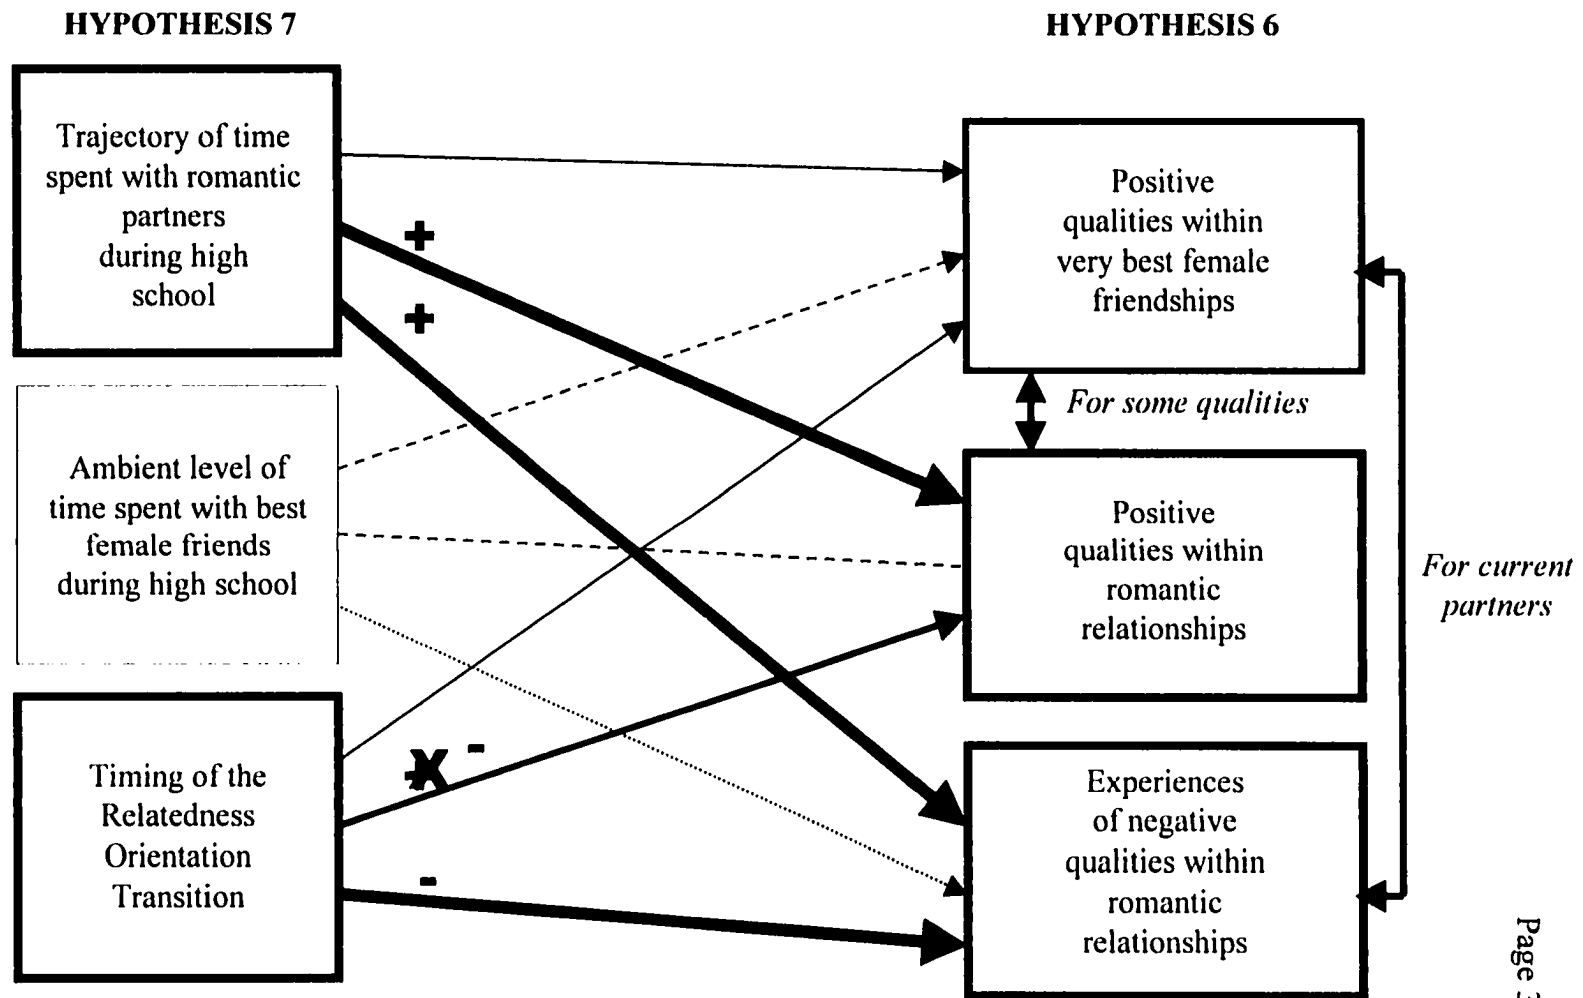 HYPOTHESIS 7
HYPOTHESIS 6
Trajectory of time
spent with romantic
partners
during high
school
Ambient level of
time spent with best
female friends
during high school
Timing of the
Relatedness
Orientation
Transition
+
+
X -
-
Positive
qualities within
very best female
friendships
For some qualities
Positive
qualities within
romantic
relationships
Experiences
of negative
qualities within
romantic
relationships
For current
partners
Page